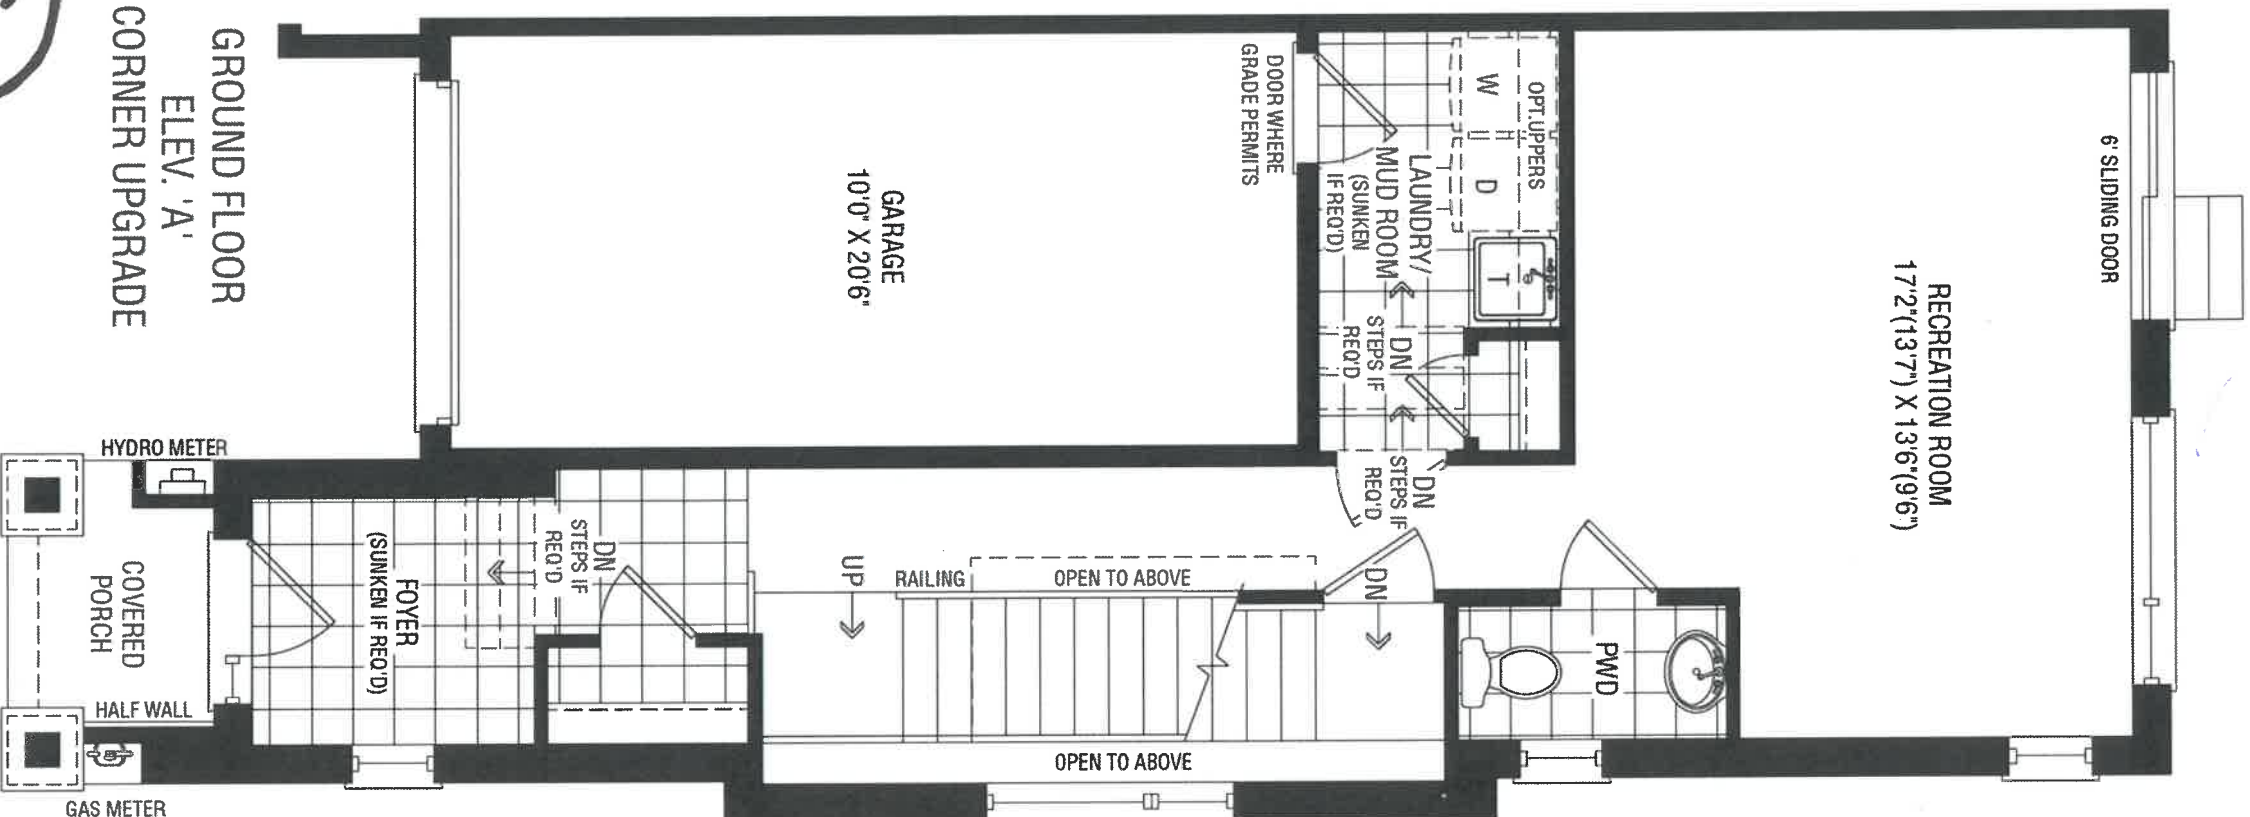 GROUND FLOOR
ELEV. 'A'
CORNER UPGRADE
6' SLIDING DOOR
RECREATION ROOM
17'2"(13'7") X 13'6"(9'6")
OPT.UPPERS
W
D
T
LAUNDRY/
MUD ROOM
(SUNKEN
IF REQ'D)
DOOR WHERE
GRADE PERMITS
DN
STEPS IF
REQ'D
DN
STEPS IF
REQ'D
GARAGE
10'0" X 20'6"
PWD
DN
OPEN TO ABOVE
RAILING
UP
OPEN TO ABOVE
DN
STEPS IF
REQ'D
FOYER
(SUNKEN IF REQ'D)
HYDRO METER
COVERED
PORCH
HALF WALL
GAS METER